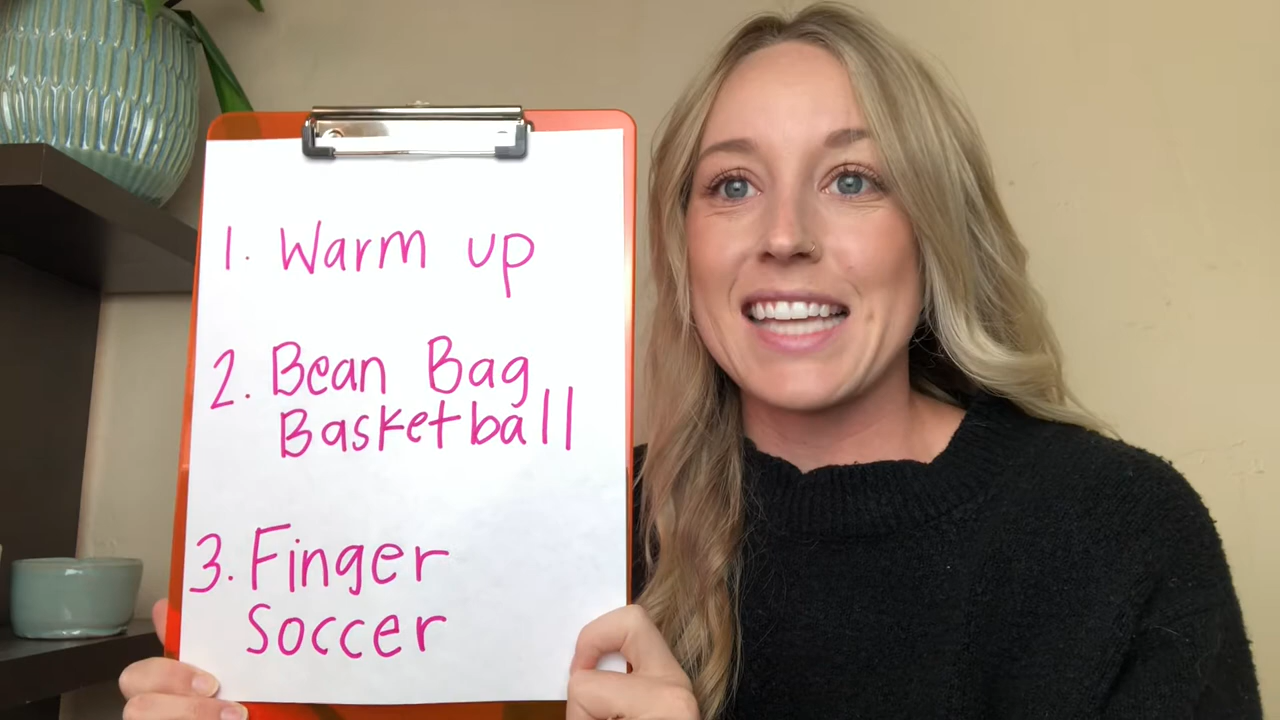 1. Warm up
2. Bean Bag
Basketball
3. Finger
Soccer